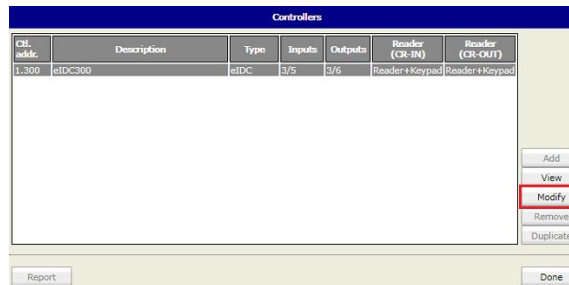 Controllers
Ctl. addr. Description Type Inputs Outputs Reader (CR-IN) Reader (CR-OUT)
1.300 eIDC300 eIDC 3/5 3/6 Reader+Keypad Reader+Keypad
Add
View
Modify
Remove
Duplicate
Report Done